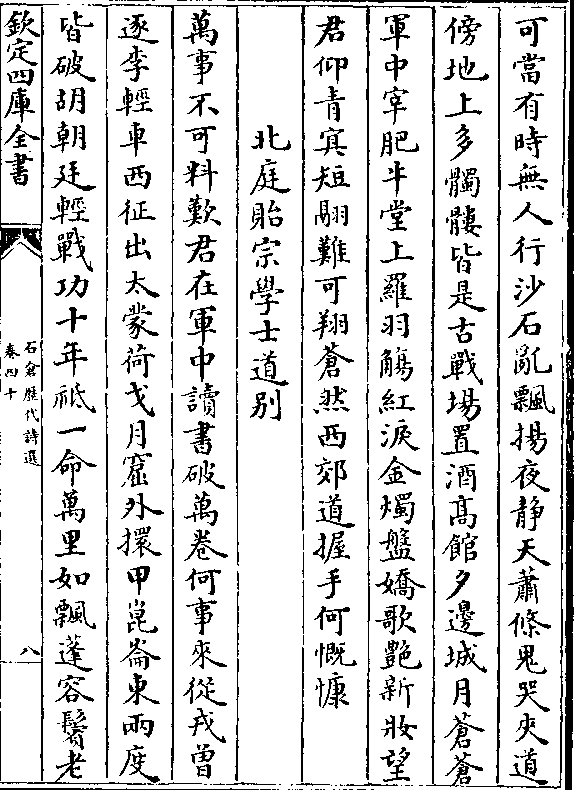 可當有時無人行沙石亂飄揚夜静天蕭條鬼哭夾道
傍地上多髑髏皆是古戰場置酒髙館夕邊城月蒼蒼
軍中宰肥牛堂上羅羽觴紅淚金燭盤嬌歌艷新妝望
君仰青冥短翮難可翔蒼然西郊道握手何慨慷
北庭貽宗學士道别
萬事不可料歎君在軍中讀書破萬卷何事來從戎曽
逐李輕車西征出太蒙荷戈月窟外擐甲崑崙東兩度
皆破胡朝廷輕戰功十年祗一命萬里如飄蓬容鬢老
欽定四庫全書
石倉歷代詩選
卷四十
八